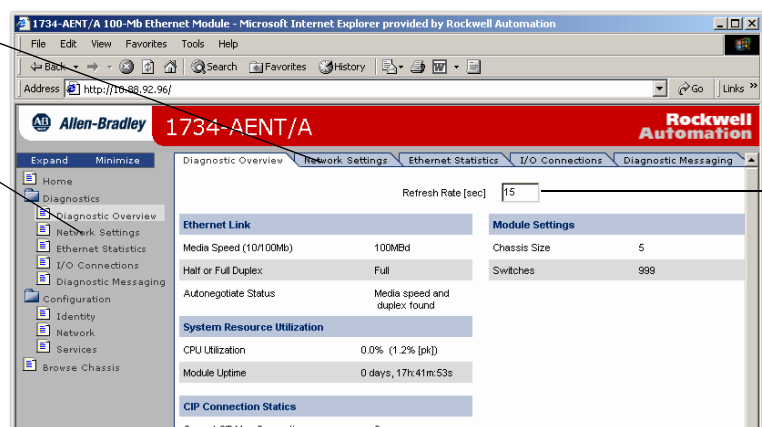 1734-AENT/A 100-Mb Ethernet Module - Microsoft Internet Explorer provided by Rockwell Automation
File Edit View Favorites Tools Help
Back Search Favorites History
Address http://10.88.92.96/ Go Links »
AB Allen-Bradley 1734-AENT/A Rockwell Automation
Expand Minimize
Home
Diagnostics
Diagnostic Overview
Network Settings
Ethernet Statistics
I/O Connections
Diagnostic Messaging
Configuration
Identity
Network
Services
Browse Chassis
Diagnostic Overview Network Settings Ethernet Statistics I/O Connections Diagnostic Messaging
Refresh Rate [sec] 15
Ethernet Link
Media Speed (10/100Mb) 100MBd
Half or Full Duplex Full
Autonegotiate Status Media speed and duplex found
System Resource Utilization
CPU Utilization 0.0% (1.2% [pk])
Module Uptime 0 days, 17h:41m:53s
CIP Connection Statics
Module Settings
Chassis Size 5
Switches 999